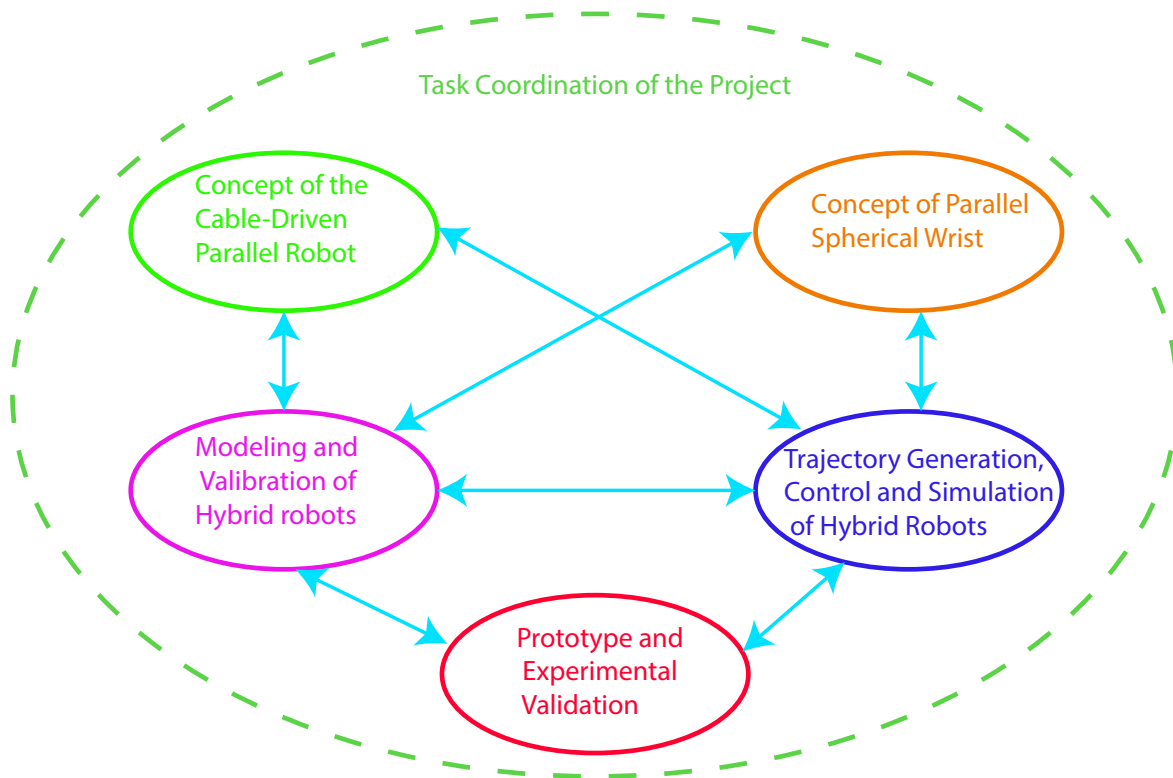 Task Coordination of the Project
Concept of the
Cable-Driven
Parallel Robot
Concept of Parallel
Spherical Wrist
Modeling and
Valibration of
Hybrid robots
Trajectory Generation,
Control and Simulation
of Hybrid Robots
Prototype and
Experimental
Validation